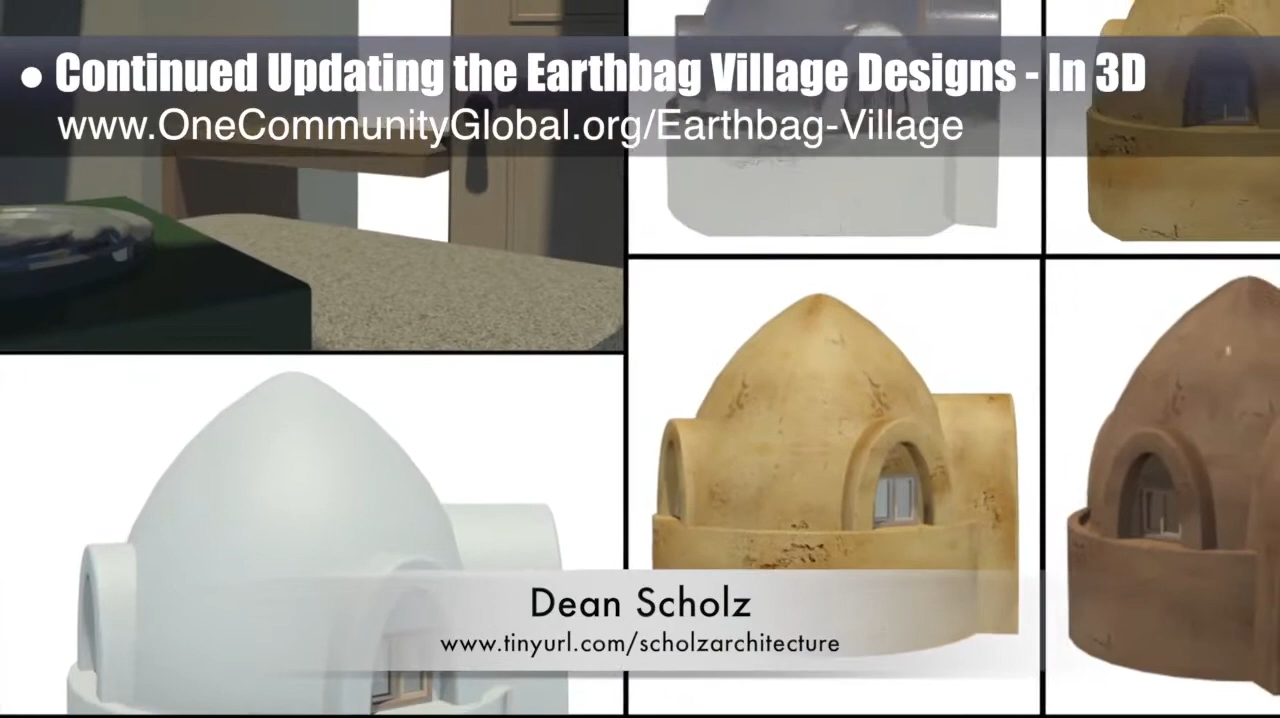 • Continued Updating the Earthbag Village Designs - In 3D
www.OneCommunityGlobal.org/Earthbag-Village
Dean Scholz
www.tinyurl.com/scholzarchitecture